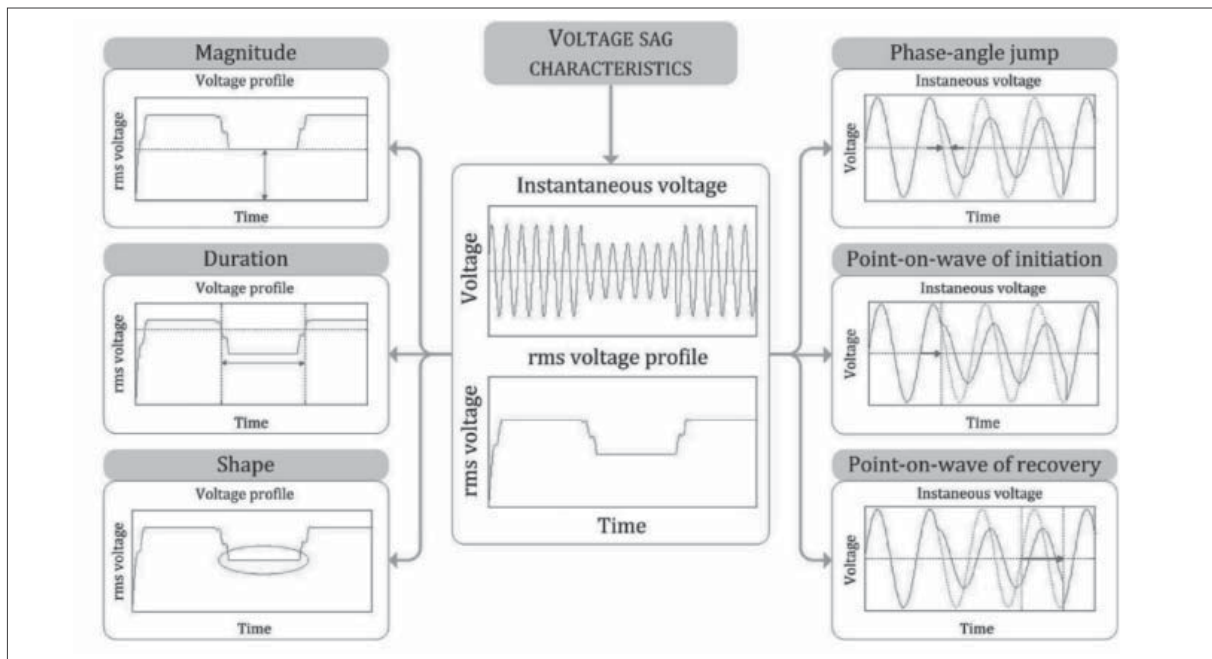 VOLTAGE SAG
CHARACTERISTICS
Magnitude
Voltage profile
rms voltage
Time
Duration
Voltage profile
rms voltage
Time
Shape
Voltage profile
rms voltage
Time
Instantaneous voltage
Voltage
rms voltage profile
rms voltage
Time
Phase-angle jump
Instaneous voltage
Voltage
Time
Point-on-wave of initiation
Instaneous voltage
Voltage
Time
Point-on-wave of recovery
Instaneous voltage
Voltage
Time